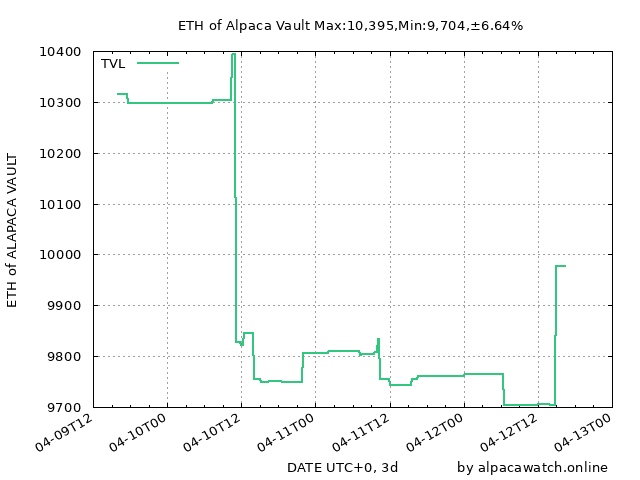 ETH of Alpaca Vault Max:10,395,Min:9,704,±6.64%
TVL
10400
10300
10200
10100
10000
9900
9800
9700
ETH of ALAPACA VAULT
04-09T12
04-10T00
04-10T12
04-11T00
04-11T12
04-12T00
04-12T12
04-13T00
DATE UTC+0, 3d
by alpacawatch.online